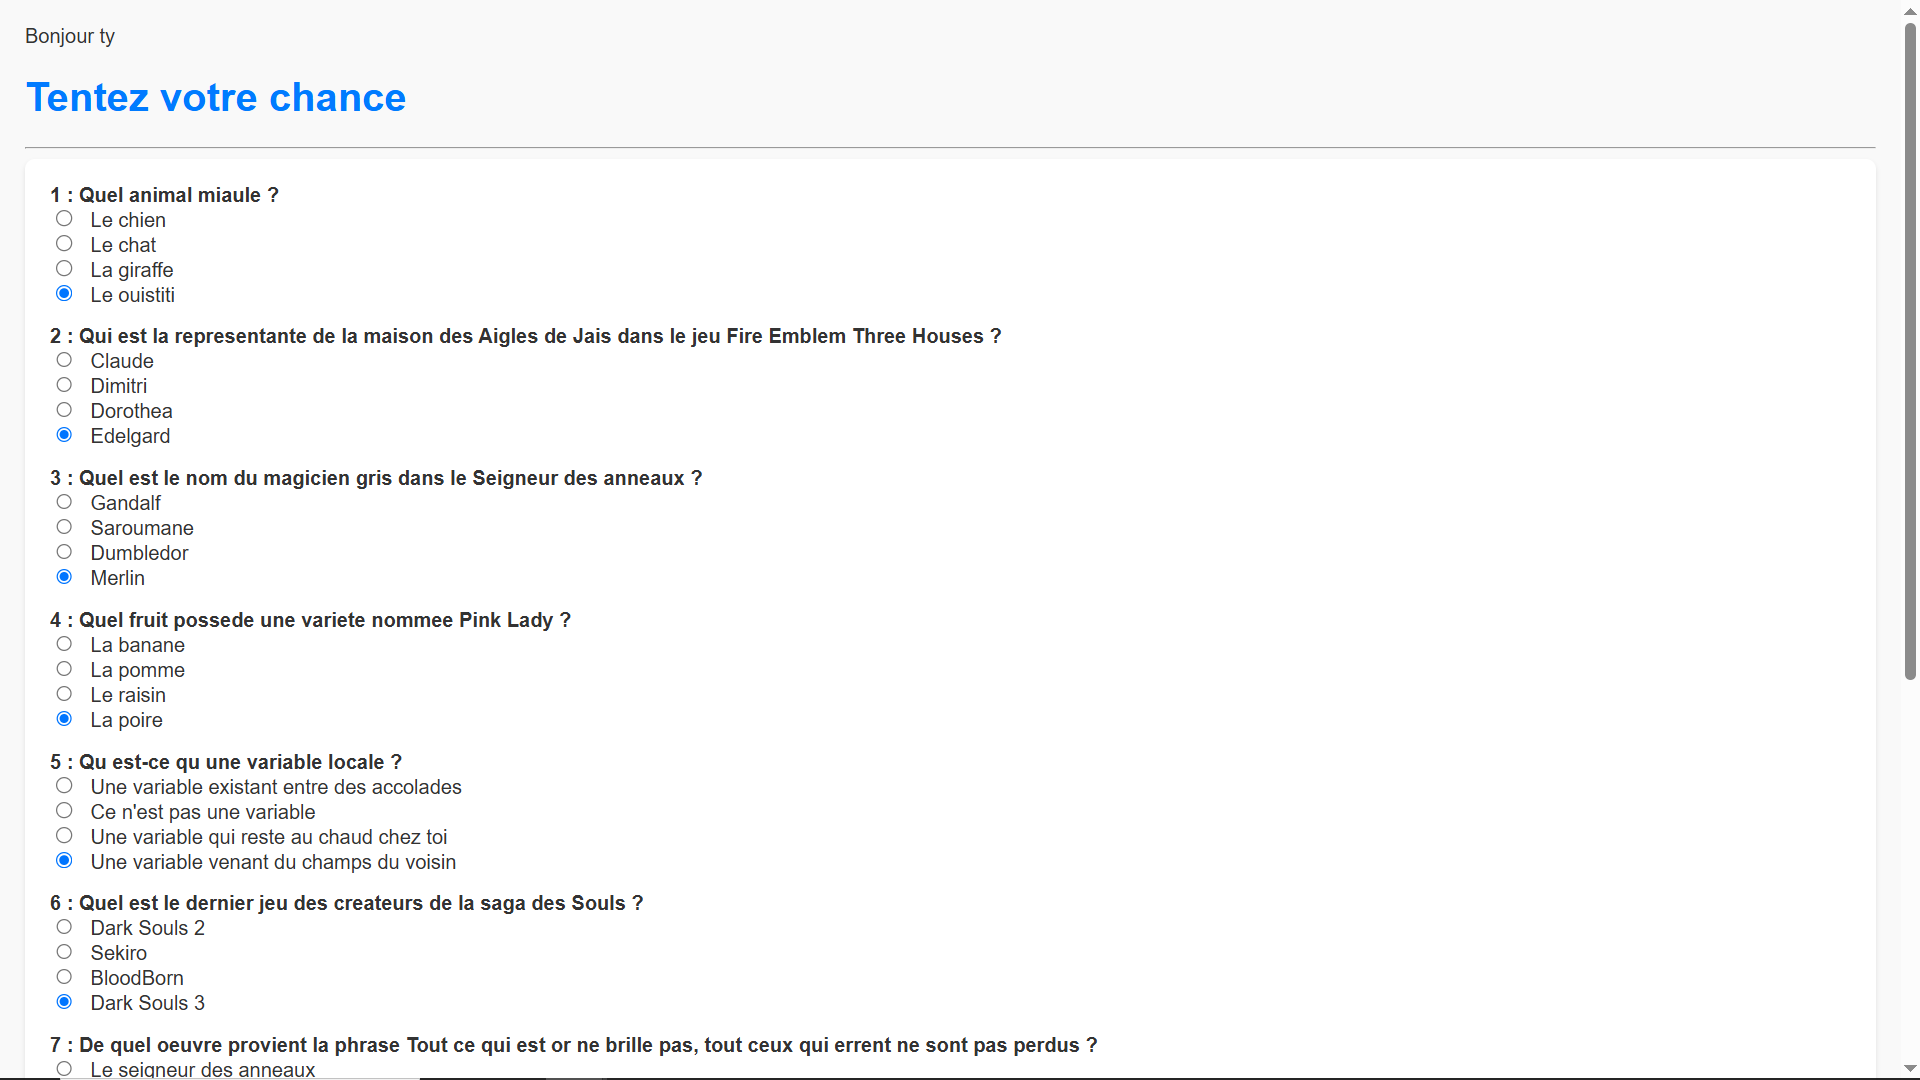 Bonjour ty
Tentez votre chance
1 : Quel animal miaule ?
Le chien
Le chat
La giraffe
Le ouistiti
2 : Qui est la representante de la maison des Aigles de Jais dans le jeu Fire Emblem Three Houses ?
Claude
Dimitri
Dorothea
Edelgard
3 : Quel est le nom du magicien gris dans le Seigneur des anneaux ?
Gandalf
Saroumane
Dumbledor
Merlin
4 : Quel fruit possede une variete nommee Pink Lady ?
La banane
La pomme
Le raisin
La poire
5 : Qu est-ce qu une variable locale ?
Une variable existant entre des accolades
Ce n'est pas une variable
Une variable qui reste au chaud chez toi
Une variable venant du champs du voisin
6 : Quel est le dernier jeu des createurs de la saga des Souls ?
Dark Souls 2
Sekiro
BloodBorn
Dark Souls 3
7 : De quel oeuvre provient la phrase Tout ce qui est or ne brille pas, tout ceux qui errent ne sont pas perdus ?
Le seigneur des anneaux